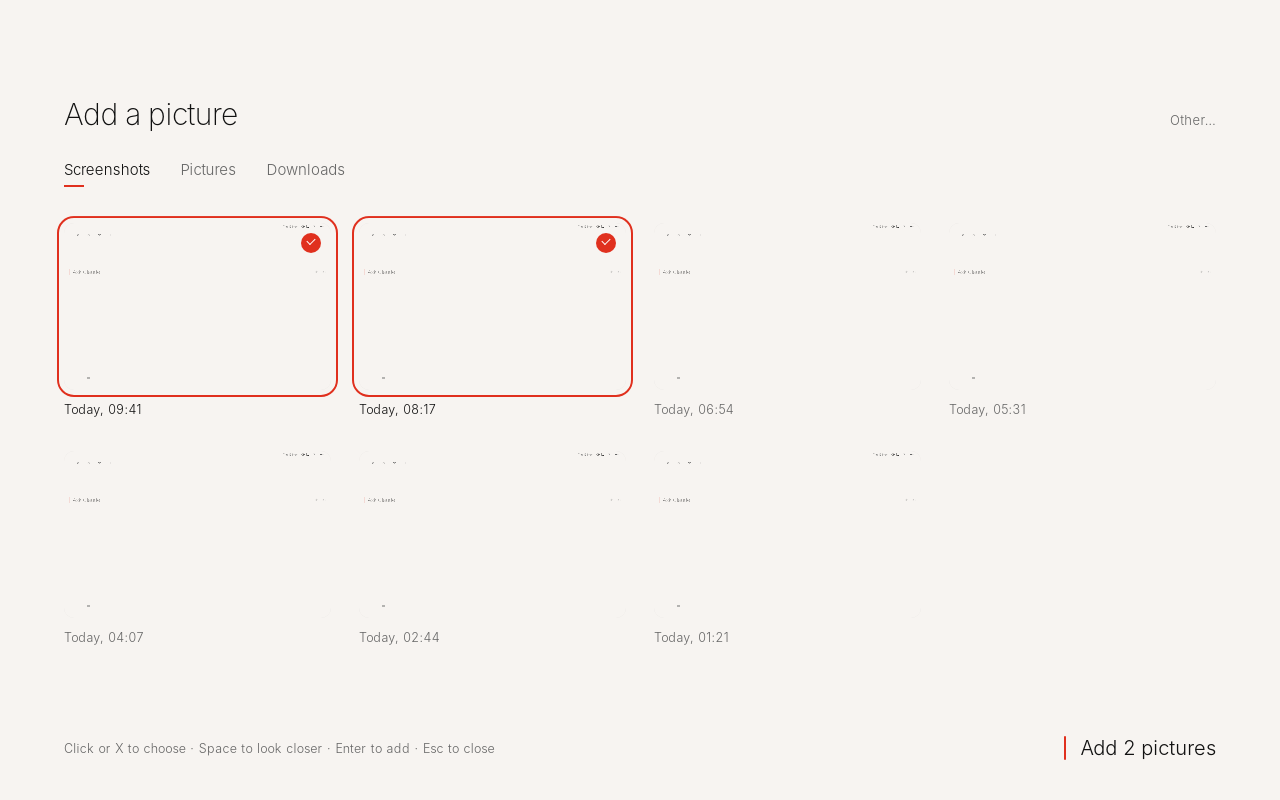 Add a picture
Other...
Screenshots Pictures Downloads
Today, 09:41 Today, 08:17 Today, 06:54 Today, 05:31
Today, 04:07 Today, 02:44 Today, 01:21
Click or X to choose · Space to look closer · Enter to add · Esc to close
Add 2 pictures